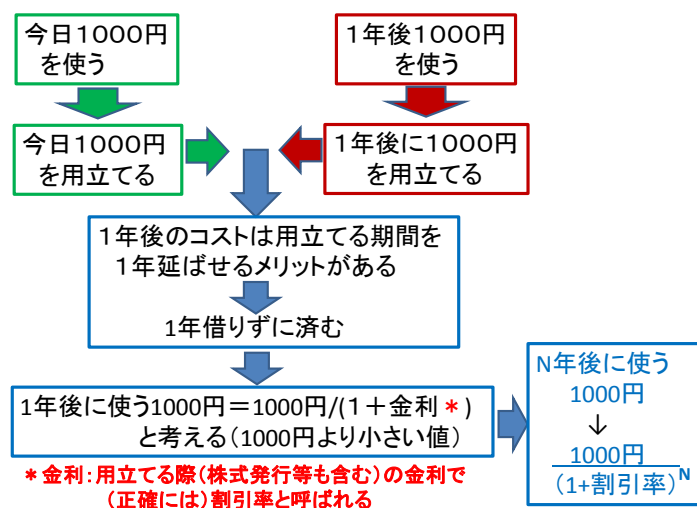 今日1000円
を使う
1年後1000円
を使う
今日1000円
を用立てる
1年後に1000円
を用立てる
1年後のコストは用立てる期間を
1年延ばせるメリットがある
1年借りずに済む
1年後に使う1000円＝1000円/(1＋金利＊)
と考える（1000円より小さい値）
＊金利：用立てる際（株式発行等も含む）の金利で
（正確には）割引率と呼ばれる
N年後に使う
1000円
↓
1000円
(1+割引率)N